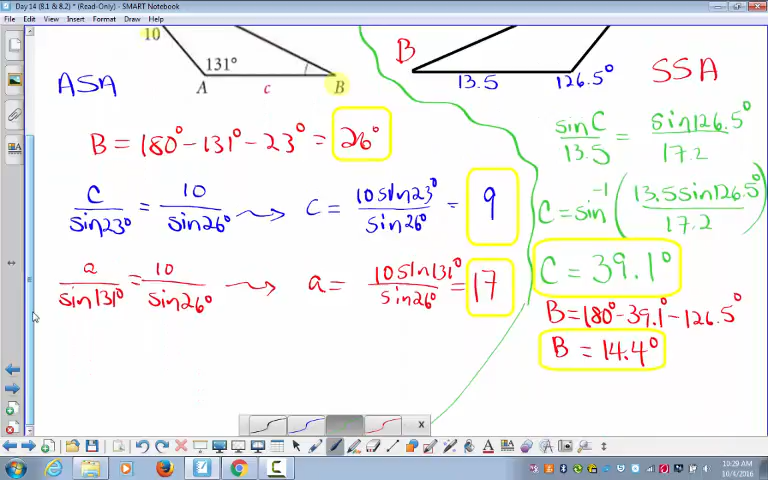 Day 14 (8.1 & 8.2) * (Read-Only) - SMART Notebook
File Edit View Insert Format Draw Help
10
131°
A c B
ASA
B = 180° - 131° - 23° = 26°
c/sin23° = 10/sin26° → c = 10sin23°/sin26° = 9
a/sin131° = 10/sin26° → a = 10sin131°/sin26° = 17
B
13.5 126.5°
SSA
sinC/13.5 = sin126.5°/17.2
C = sin⁻¹(13.5sin126.5°/17.2)
C = 39.1°
B = 180° - 39.1° - 126.5°
B = 14.4°
10:29 AM
10/4/2016